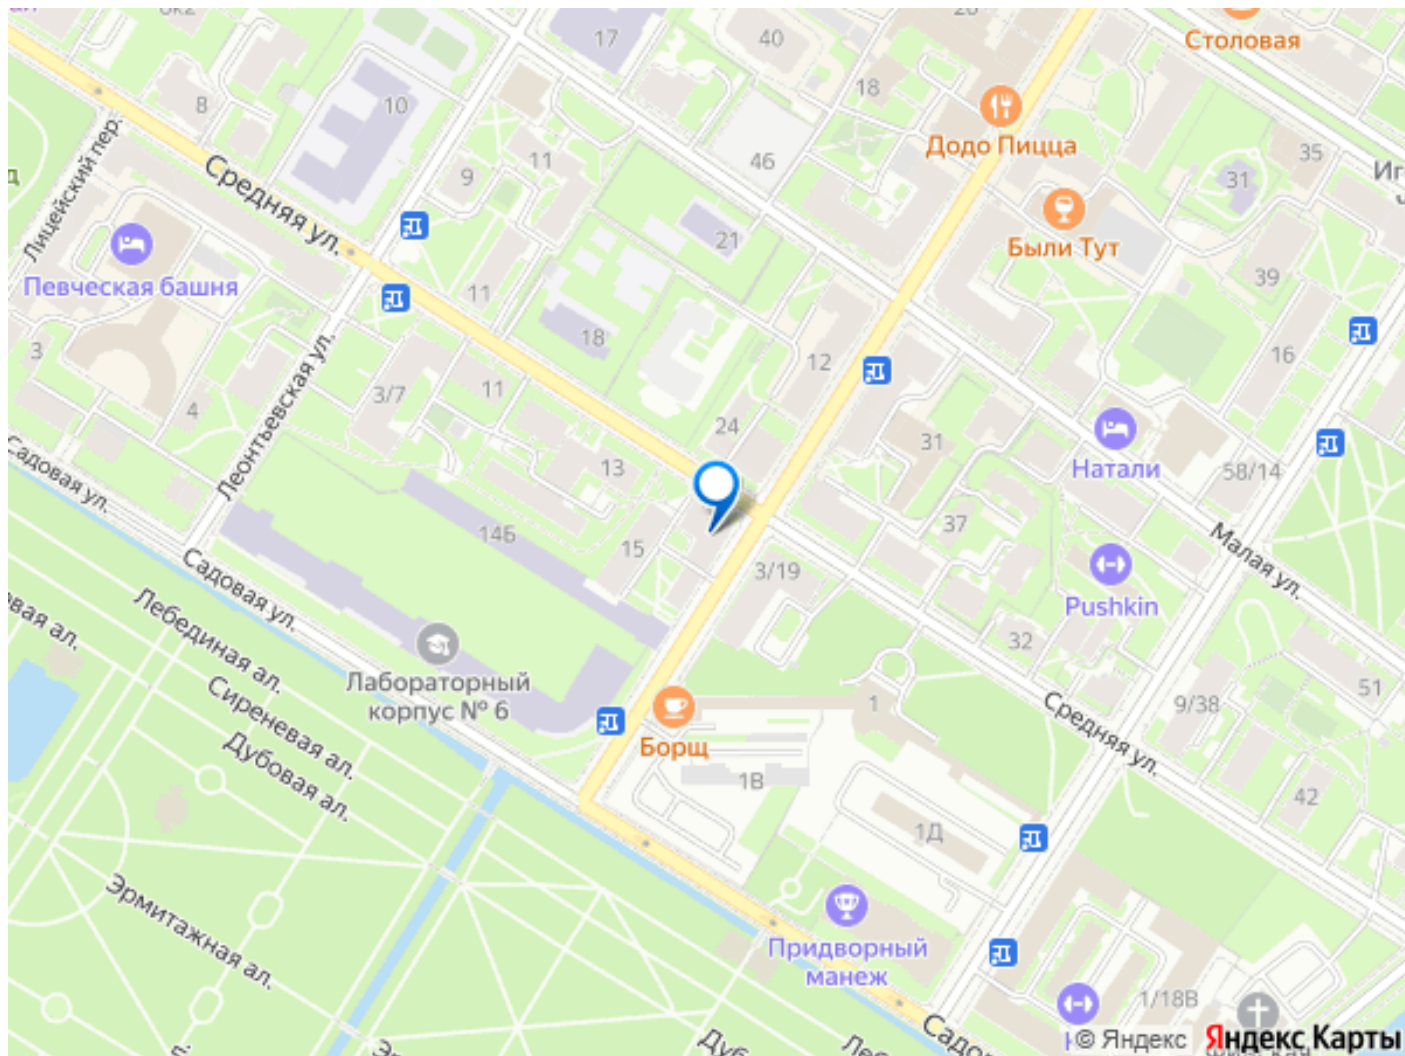 17
40
Столовая
8
10
18
Додо Пицца
Лицейский пер.
Средняя ул.
9
11
46
35
31
21
Были Тут
Певческая башня
39
11
18
12
16
3
3/7
11
4
Леонтьевская ул.
24
31
Натали
58/14
Садовая ул.
13
14Б
15
37
Малая ул.
3/19
Pushkin
Садовая ул.
Лебединая ал.
32
Лабораторный
корпус № 6
Сиреневая ал.
Дубовая ал.
1
51
9/38
Средняя ул.
Борщ
1В
42
1Д
Эрмитажная ал.
Придворный
манеж
1/18В
© Яндекс
Яндекс Карты